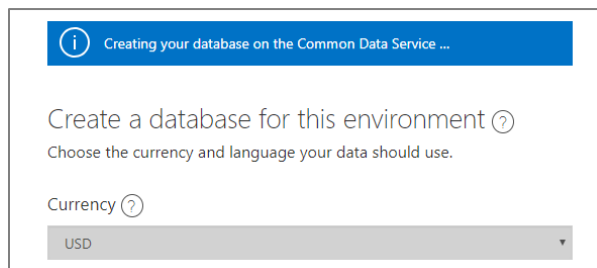 Creating your database on the Common Data Service ...
Create a database for this environment ?
Choose the currency and language your data should use.
Currency ?
USD